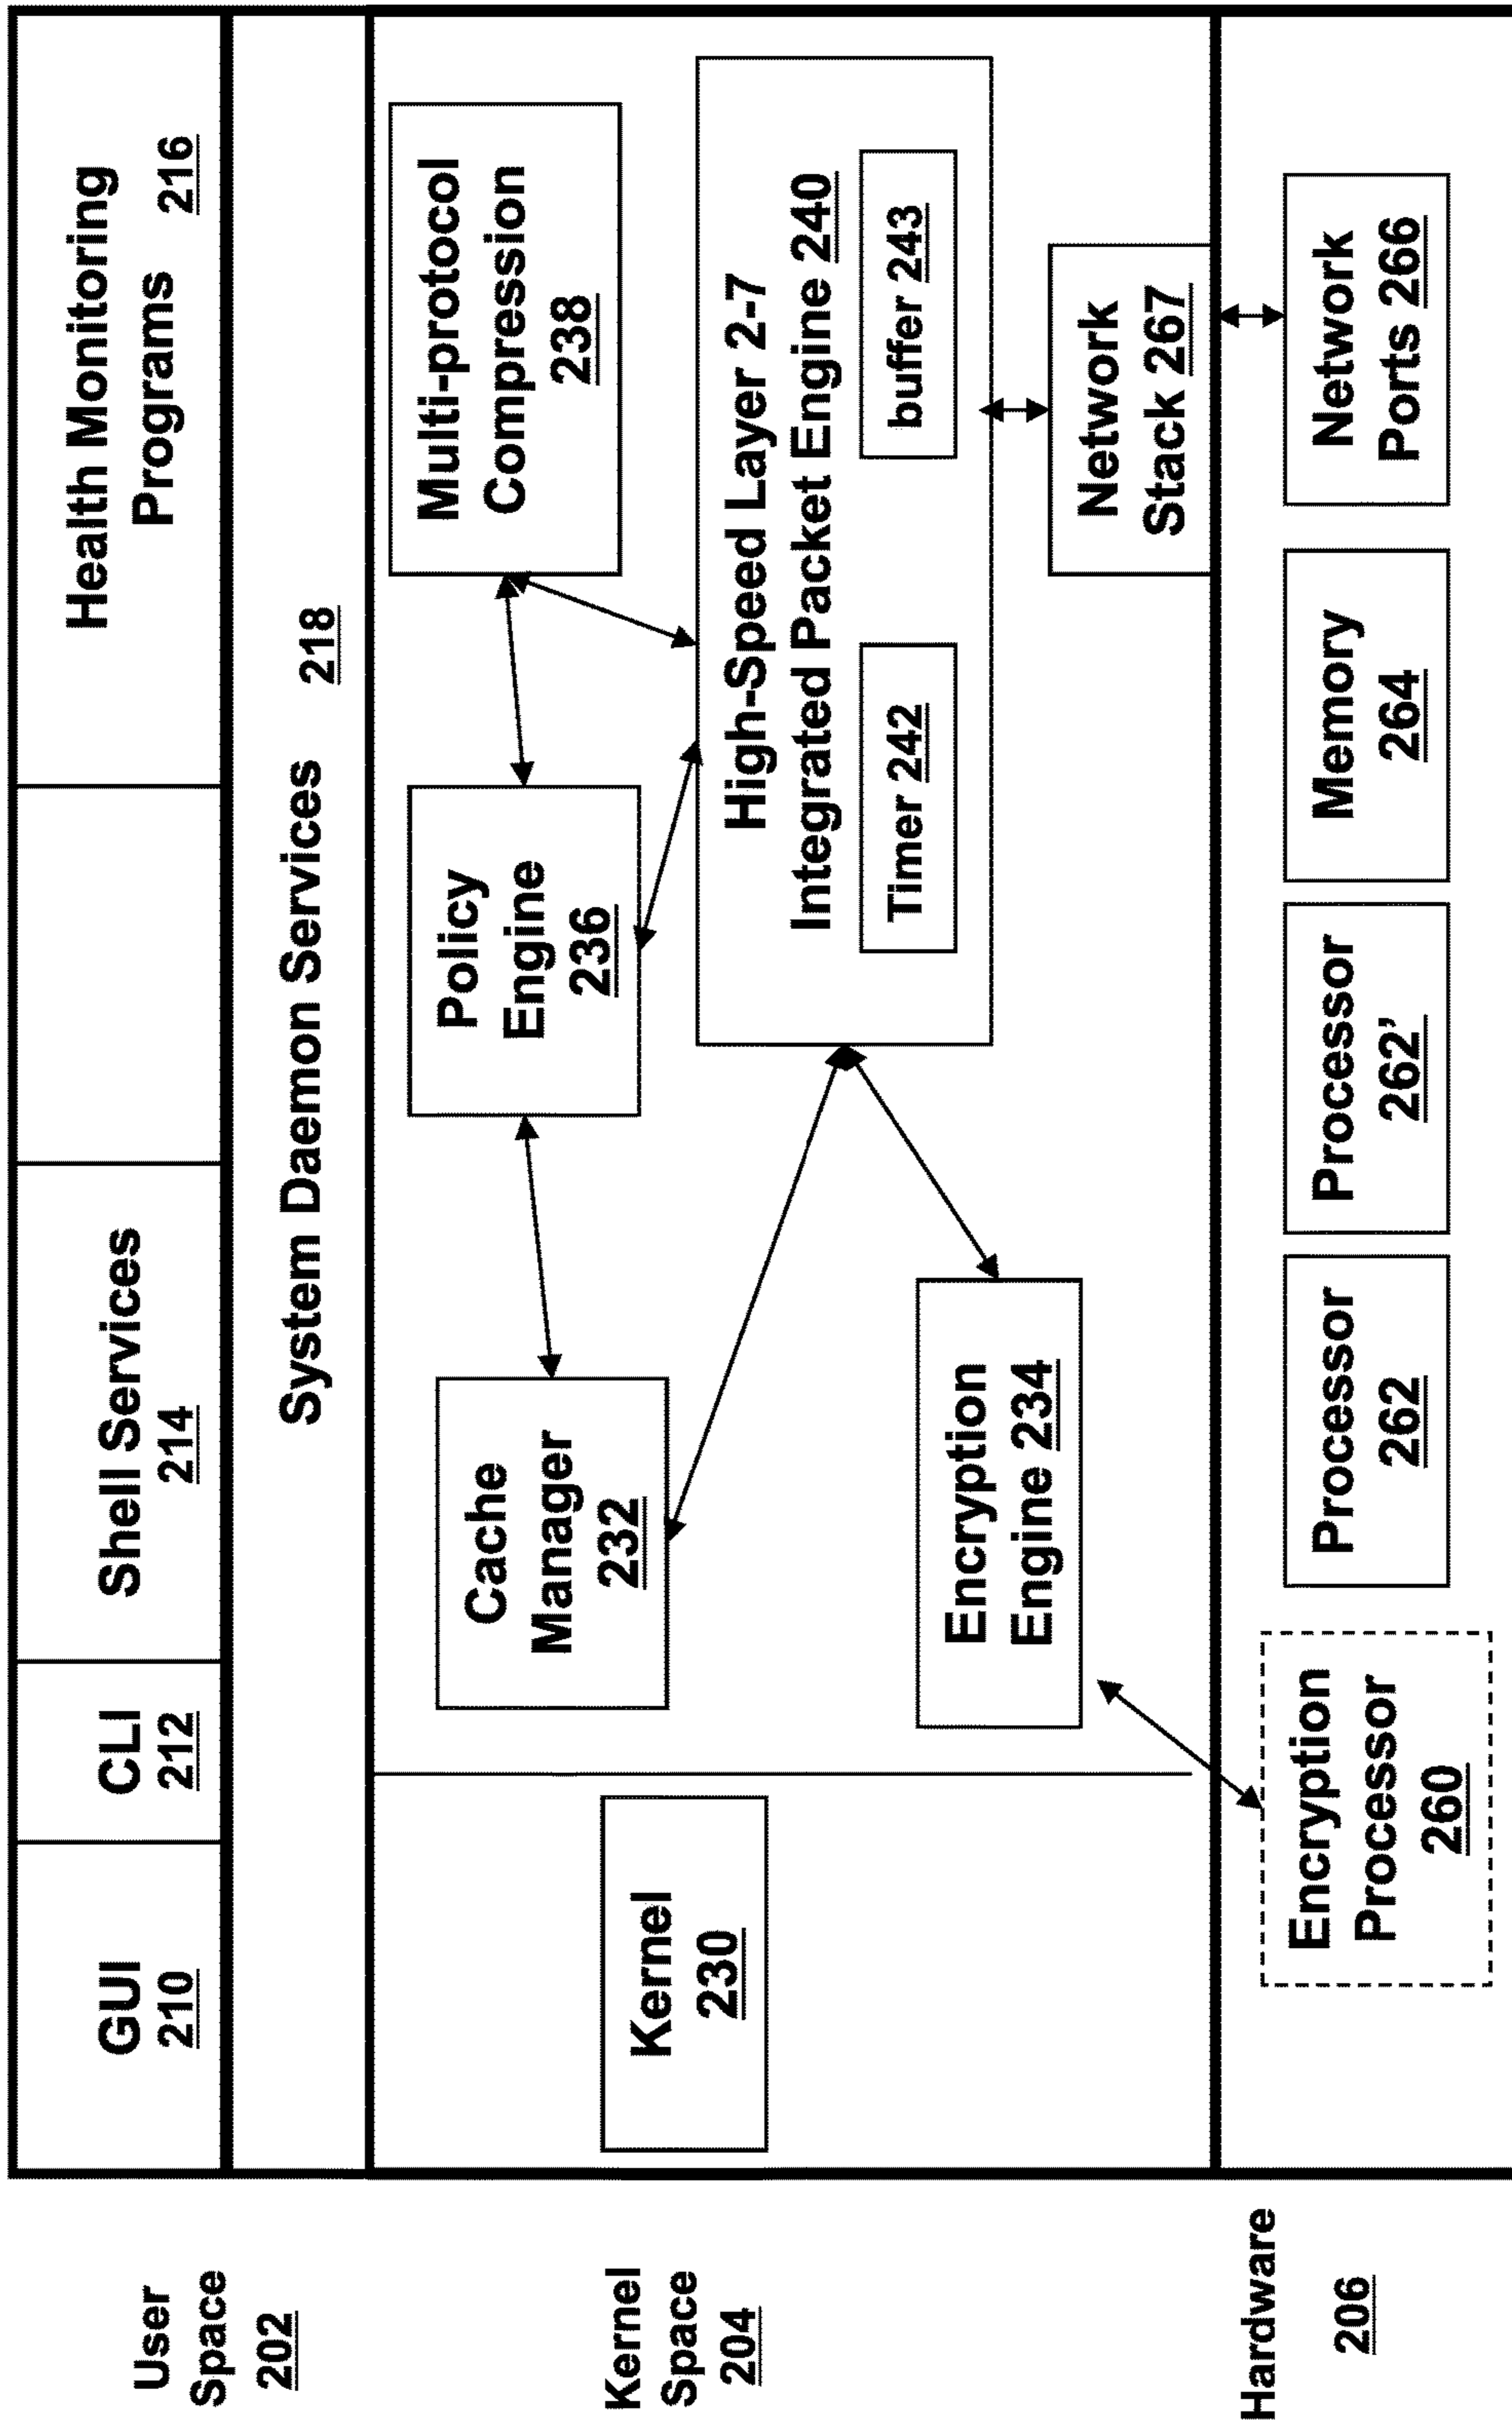 User
Space
202
GUI
210
CLI
212
Shell Services
214
Health Monitoring
Programs 216
System Daemon Services 218
Kernel
Space
204
Kernel
230
Cache
Manager
232
Policy
Engine
236
Multi-protocol
Compression
238
High-Speed Layer 2-7
Integrated Packet Engine 240
Timer 242
buffer 243
Encryption
Engine 234
Network
Stack 267
Hardware
206
Encryption
Processor
260
Processor
262
Processor
262’
Memory
264
Network
Ports 266